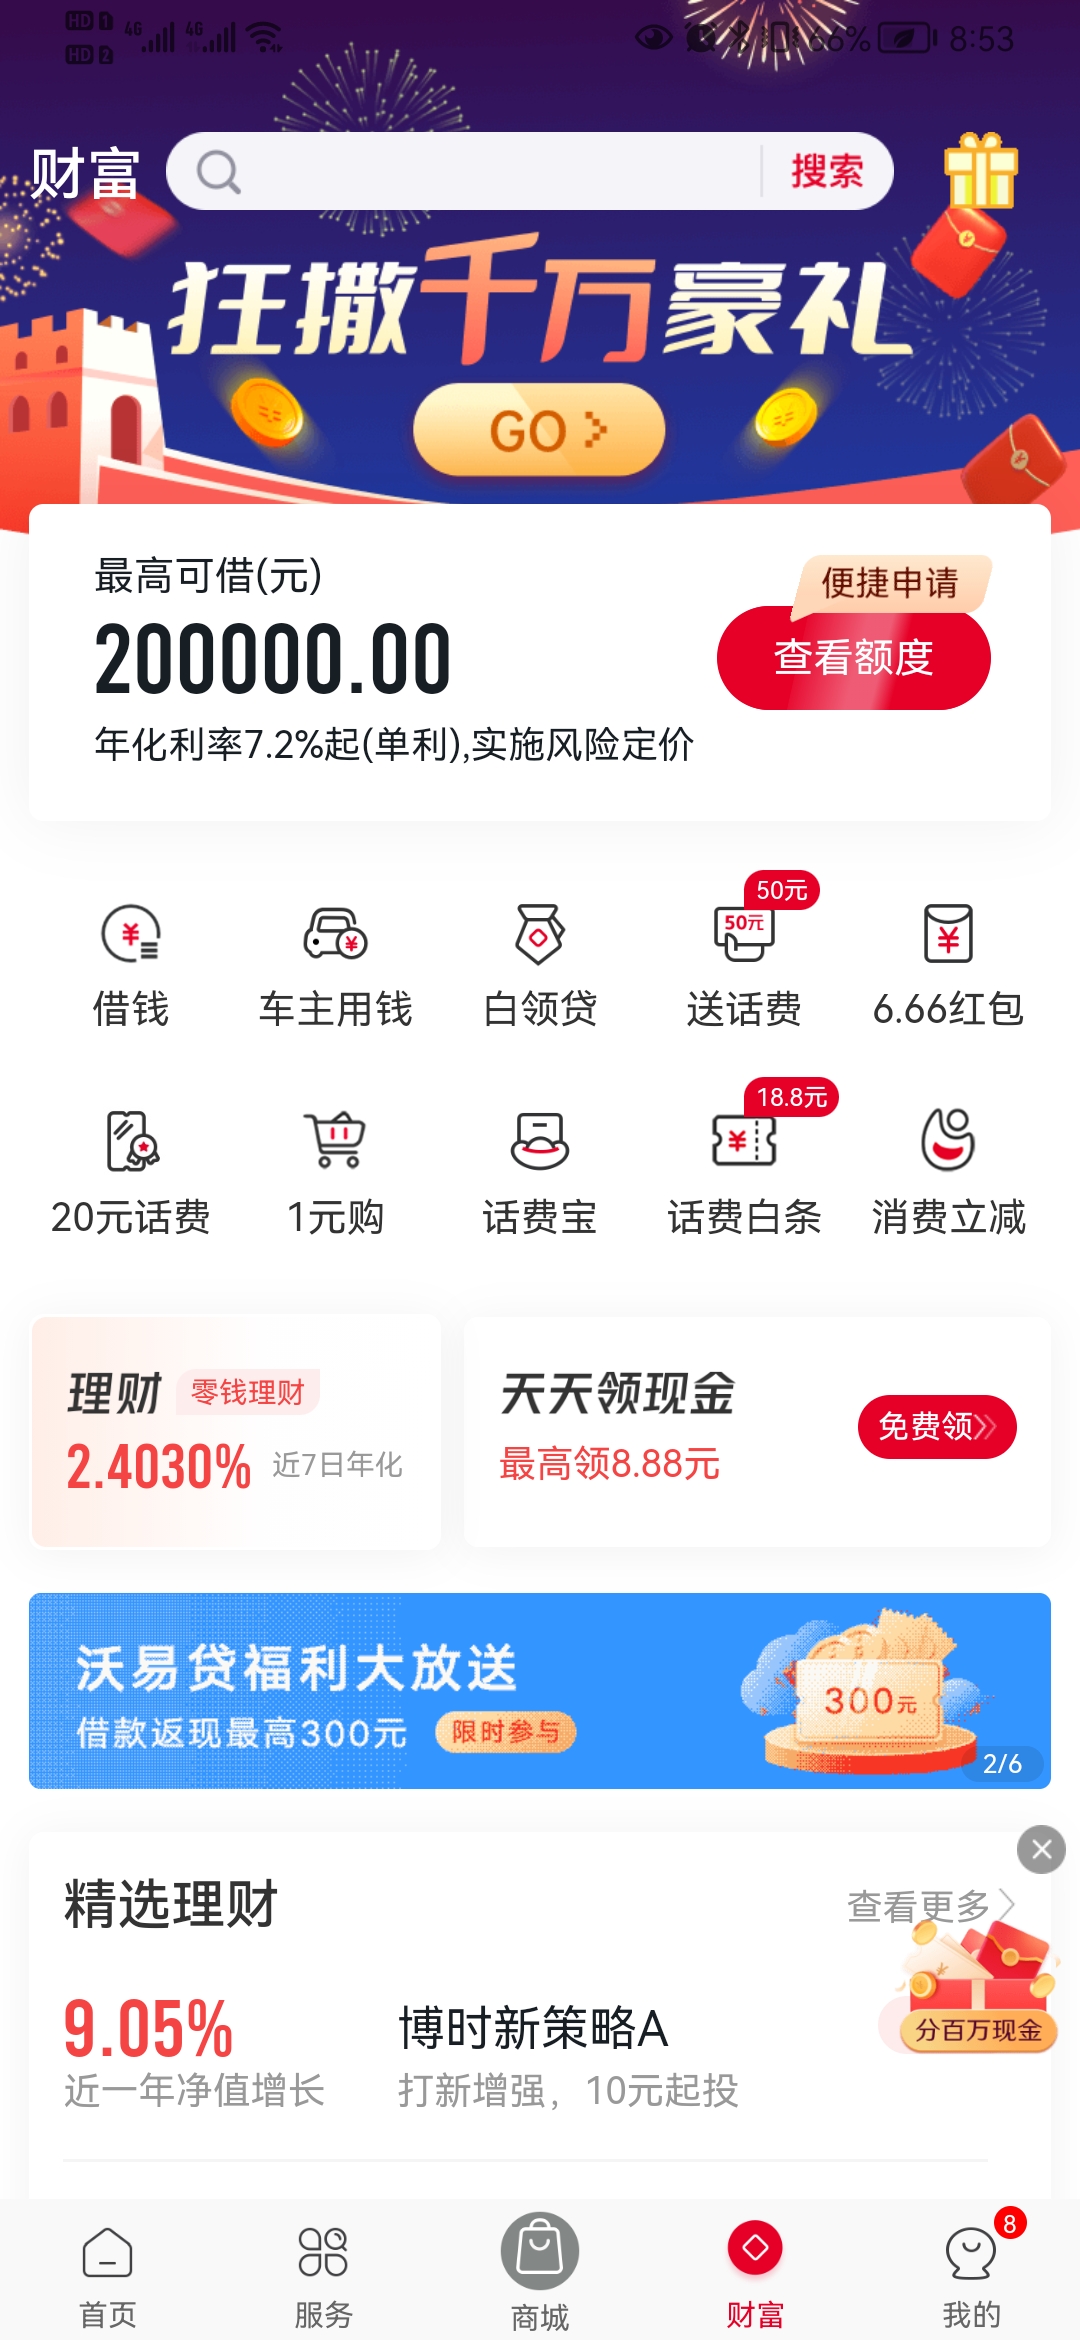 HD 1
HD 2
4G
4G
66%
8:53
财富
搜索
狂撒千万豪礼
GO
最高可借(元)
便捷申请
200000.00
查看额度
年化利率7.2%起(单利),实施风险定价
50元
50元
借钱
车主用钱
白领贷
送话费
6.66红包
18.8元
20元话费
1元购
话费宝
话费白条
消费立减
理财 零钱理财
2.4030% 近7日年化
天天领现金
最高领8.88元
免费领
沃易贷福利大放送
借款返现最高300元 限时参与
300元
2/6
精选理财
查看更多
9.05%
博时新策略A
分百万现金
近一年净值增长
打新增强，10元起投
8
首页
服务
商城
财富
我的